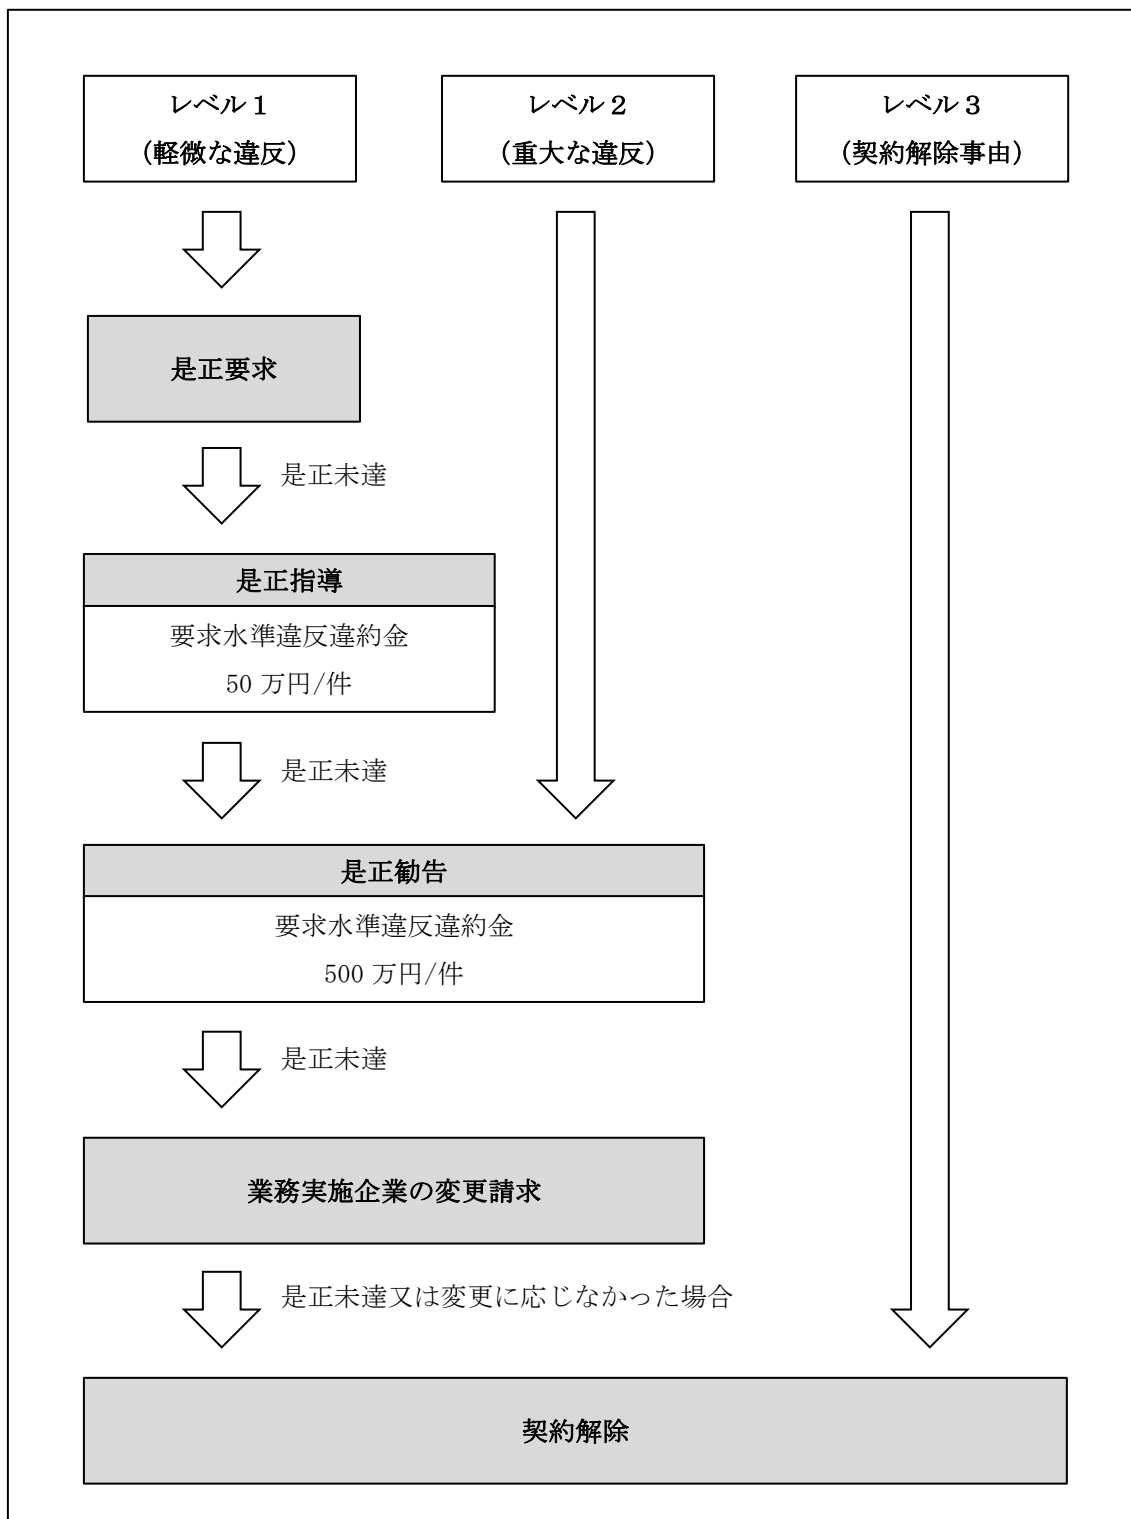 レベル１
（軽微な違反）
レベル２
（重大な違反）
レベル３
（契約解除事由）
是正要求
是正未達
是正指導
要求水準違反違約金
50 万円/件
是正未達
是正勧告
要求水準違反違約金
500 万円/件
是正未達
業務実施企業の変更請求
是正未達又は変更に応じなかった場合
契約解除